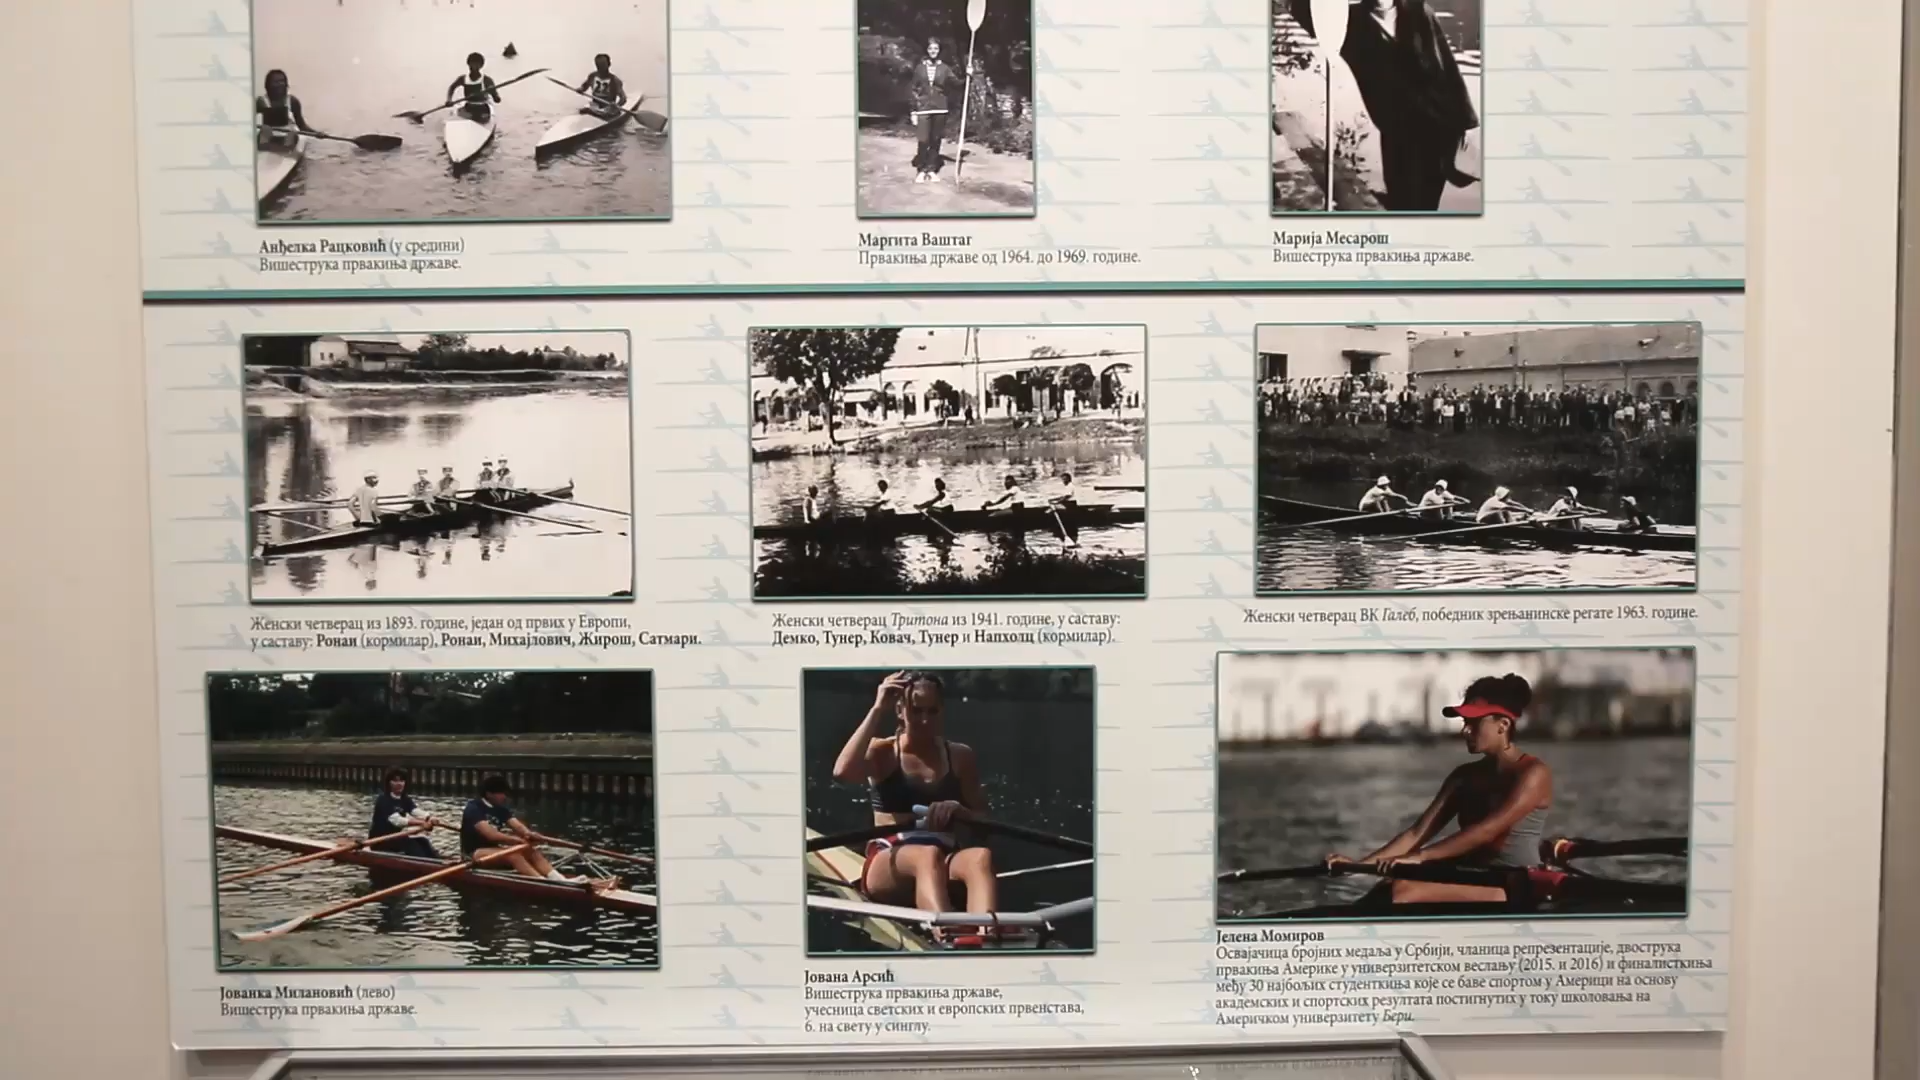 Анђелка Рацковић (у средини)
Вишеструка првакиња државе.
Маргита Ваштаг
Првакиња државе од 1964. до 1969. године.
Марија Месарош
Вишеструка првакиња државе.
Женски четверац из 1893. године, један од првих у Европи,
у саставу: Ронаи (кормилар), Ронаи, Михајловић, Жирош, Сатмари.
Женски четверац Тритона из 1941. године, у саставу:
Демко, Тунер, Ковач, Тунер и Напхолц (кормилар).
Женски четверац ВК Галеб, победник зрењанинске регате 1963. године.
Јованка Милановић (лево)
Вишеструка првакиња државе.
Јована Арсић
Вишеструка првакиња државе,
учесница светских и европских првенстава,
6. на свету у синглу.
Јелена Момиров
Освајачица бројних медаља у Србији, чланица репрезентације, двострука
првакиња Америке у универзитетском веслању (2015. и 2016) и финалисткиња
међу 30 најбољих студенткиња које се баве спортом у Америци на основу
академских и спортских резултата постигнутих у току школовања на
Америчком универзитету Бери.